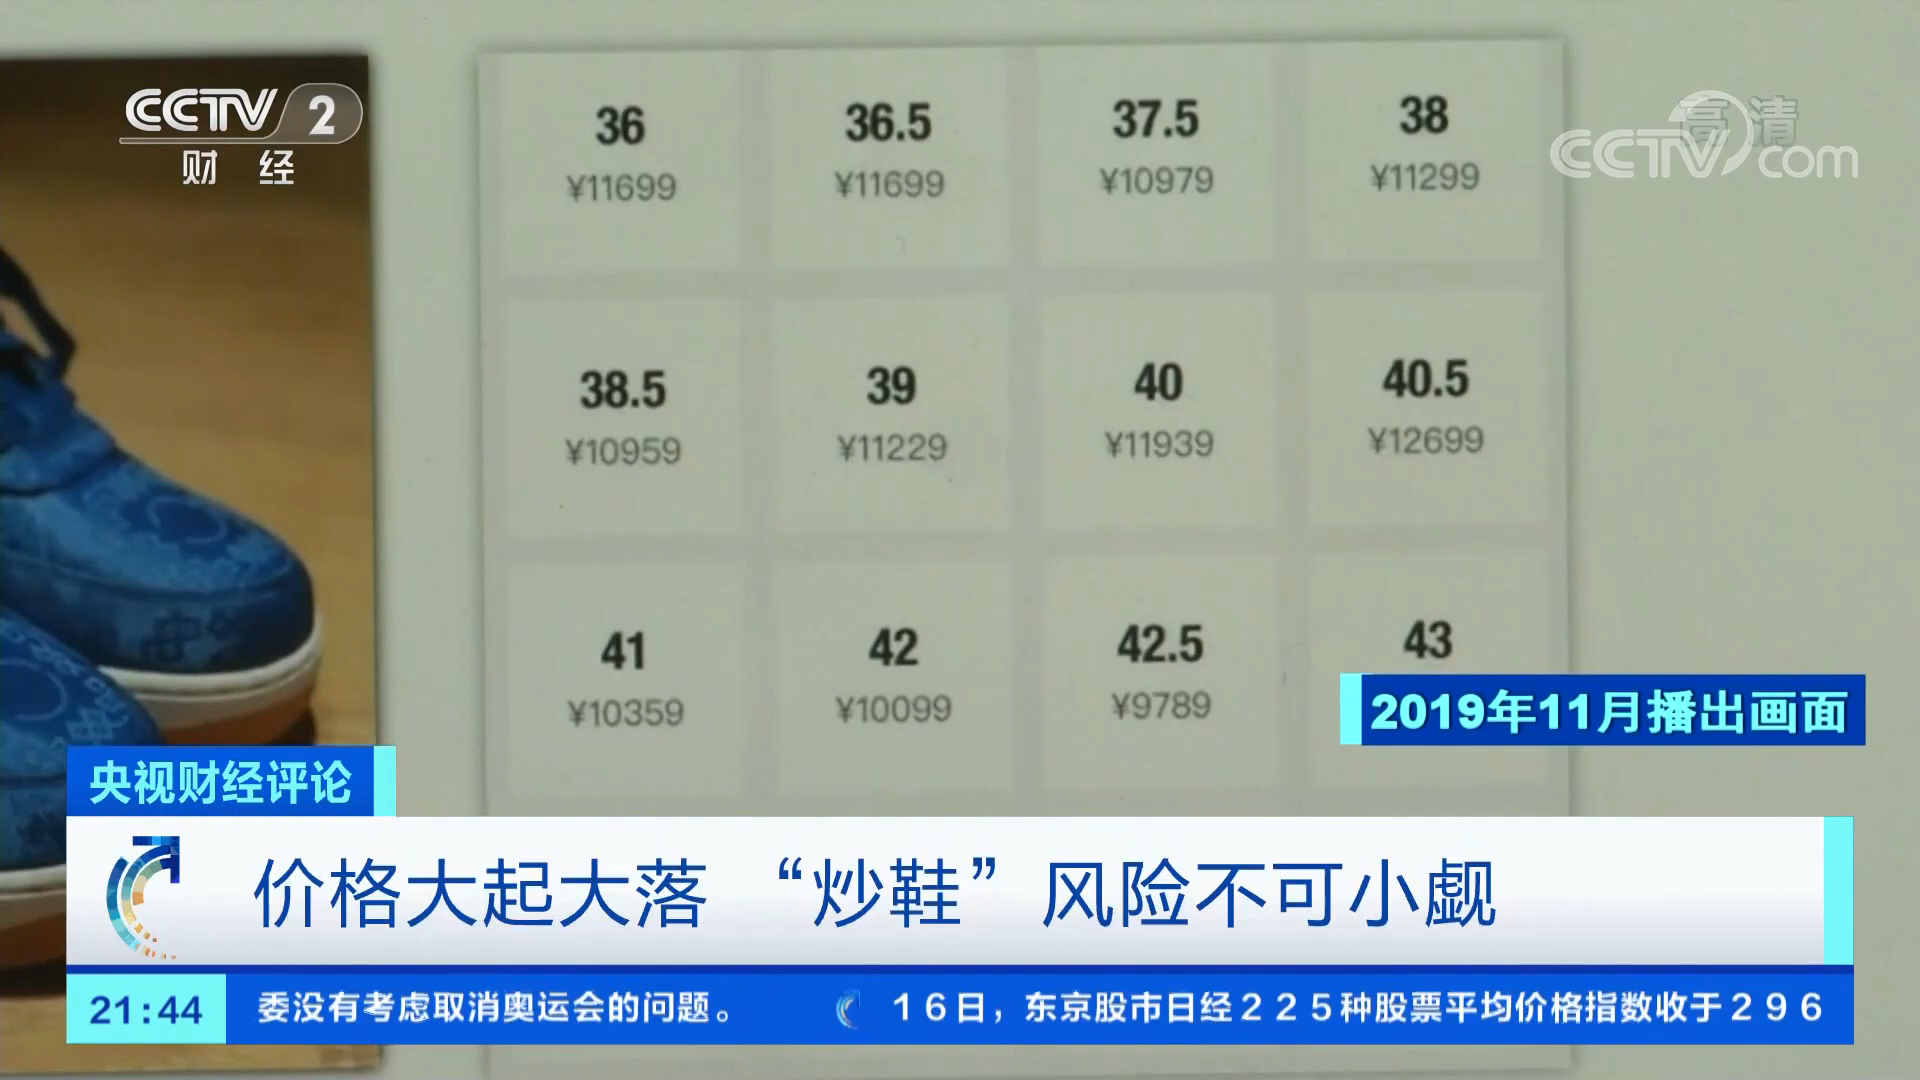 CCTV 2
财 经
高清
CCTV.com
36 36.5 37.5 38
¥11699 ¥11699 ¥10979 ¥11299
38.5 39 40 40.5
¥10959 ¥11229 ¥11939 ¥12699
41 42 42.5 43
¥10359 ¥10099 ¥9789
2019年11月播出画面
央视财经评论
价格大起大落 “炒鞋”风险不可小觑
21:44 委没有考虑取消奥运会的问题。 16日，东京股市日经225种股票平均价格指数收于296